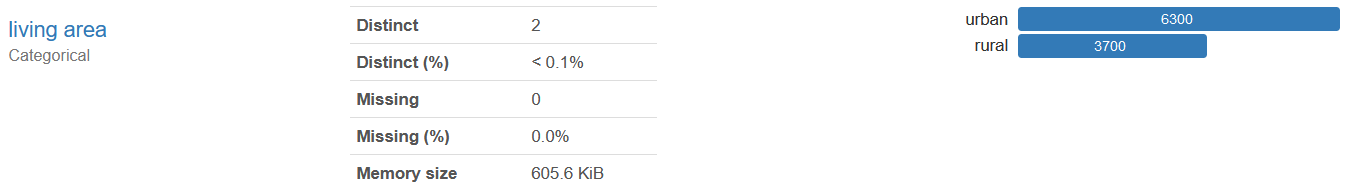 living area
Categorical
Distinct 2
Distinct (%) < 0.1%
Missing 0
Missing (%) 0.0%
Memory size 605.6 KiB
urban 6300
rural 3700